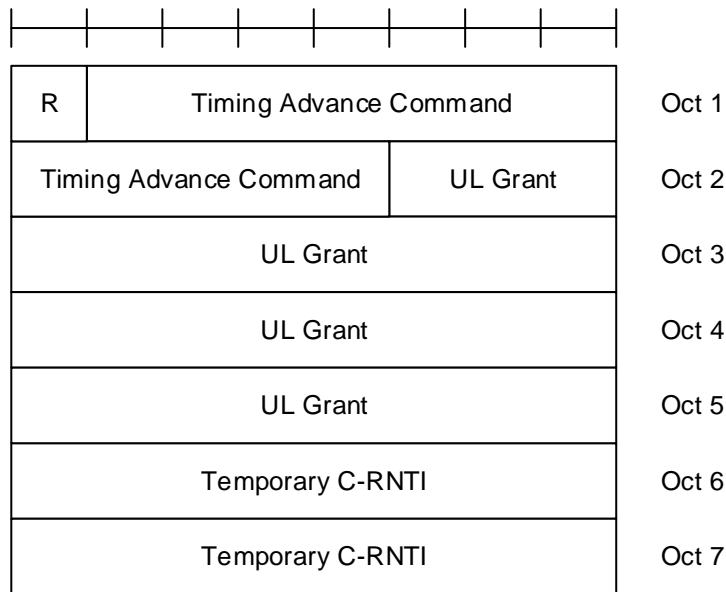 R Timing Advance Command Oct 1
Timing Advance Command UL Grant Oct 2
UL Grant Oct 3
UL Grant Oct 4
UL Grant Oct 5
Temporary C-RNTI Oct 6
Temporary C-RNTI Oct 7